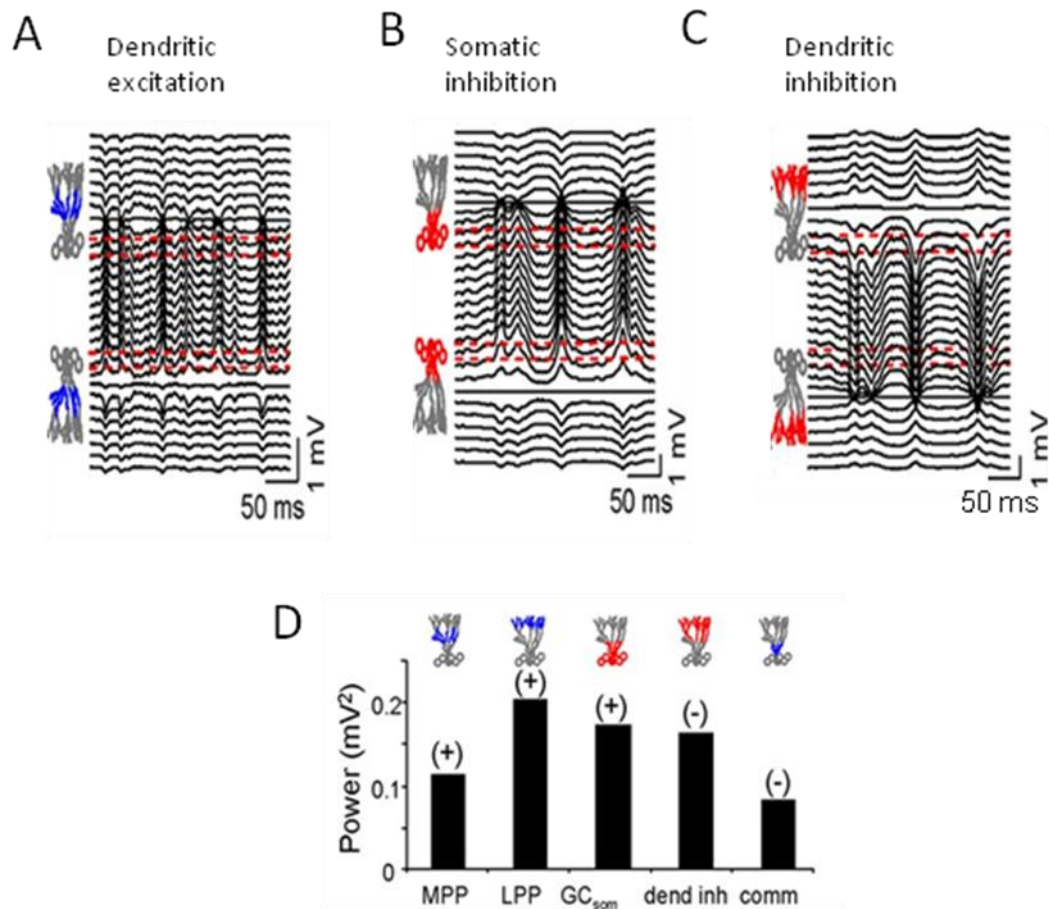 A
Dendritic
excitation
B
Somatic
inhibition
C
Dendritic
inhibition
1 mV
50 ms
1 mV
50 ms
1 mV
50 ms
D
Power (mV²)
0.2
0.1
0
(+)
(+)
(+)
(-)
(-)
MPP LPP GCsom dend inh comm